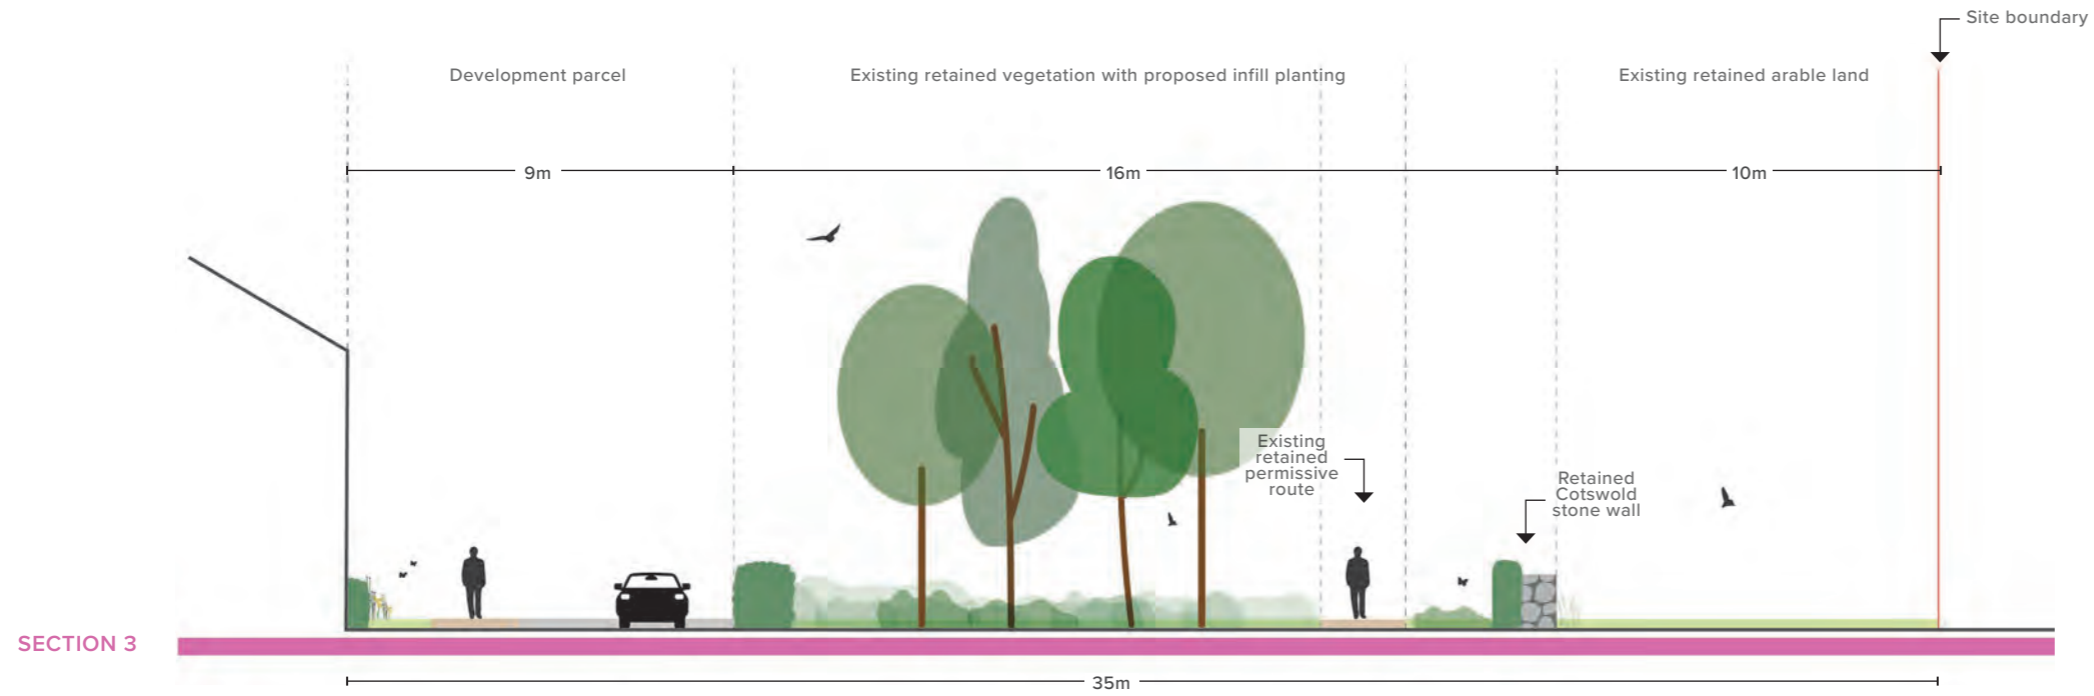 Site boundary
Development parcel
Existing retained vegetation with proposed infill planting
Existing retained arable land
9m
16m
10m
Existing
retained
permissive
route
Retained
Cotswold
stone wall
SECTION 3
35m